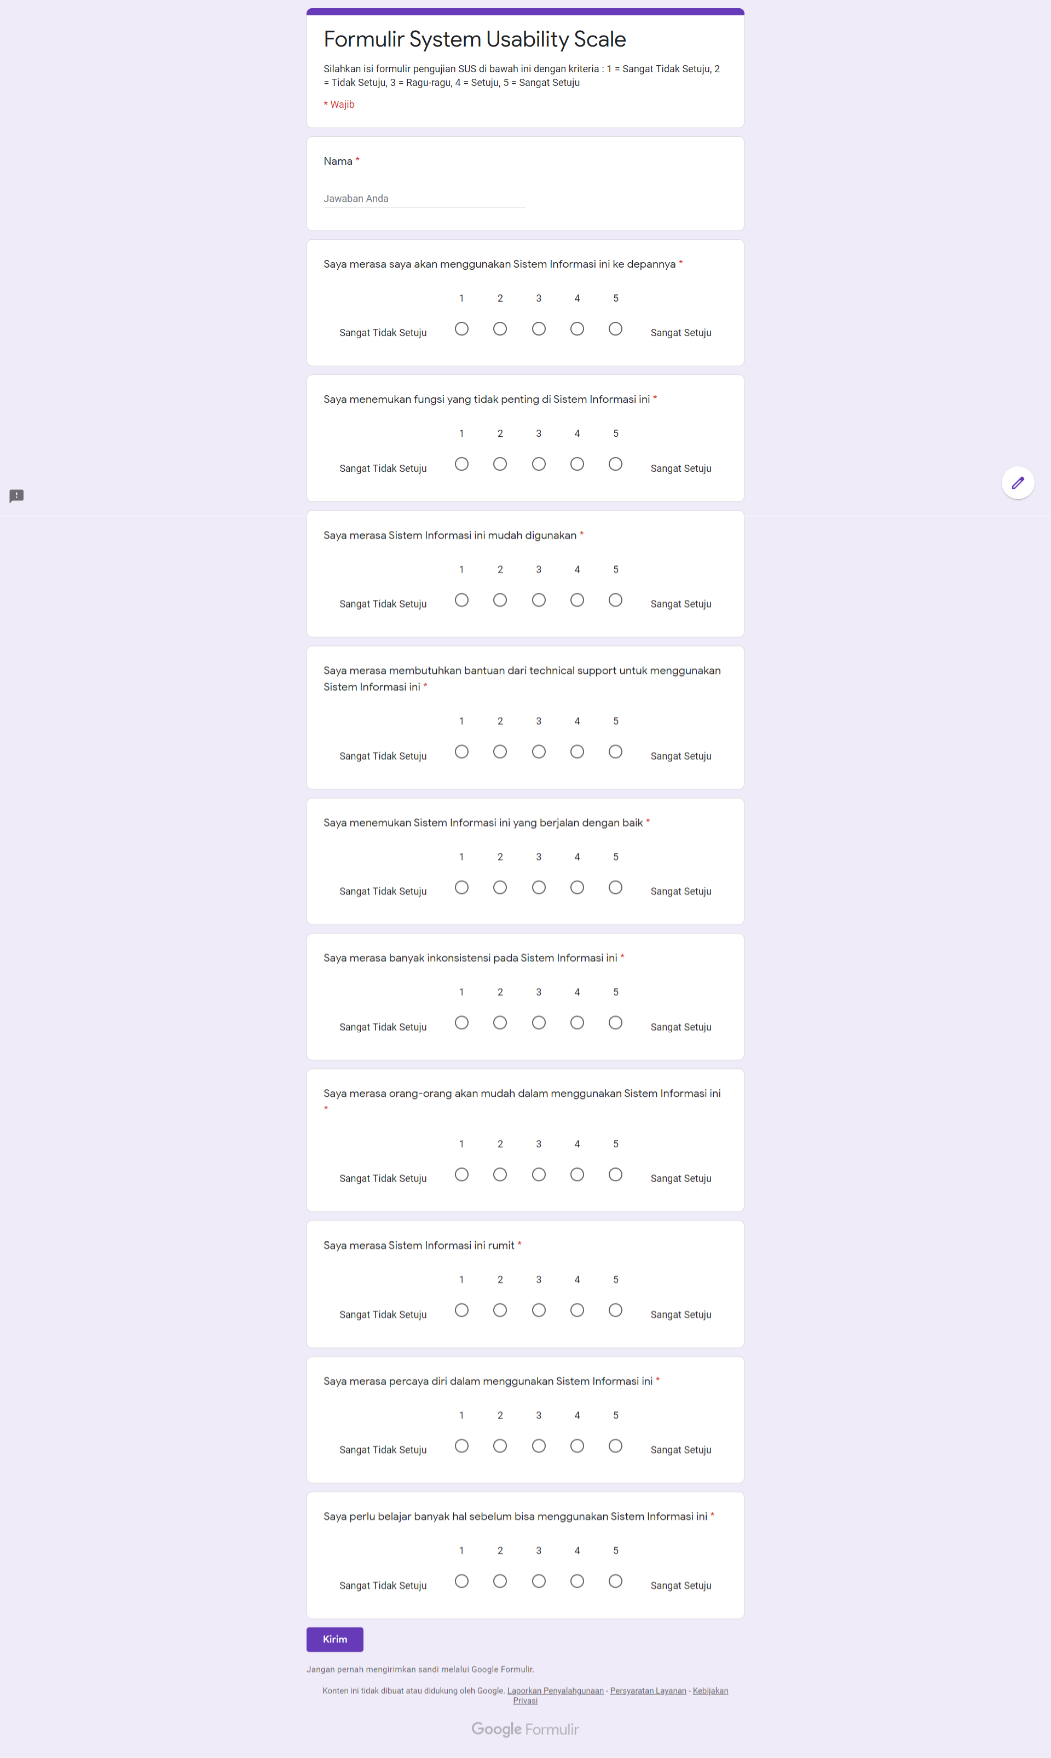 Formulir System Usability Scale
Silahkan isi formulir pengujian SUS di bawah ini dengan kriteria : 1 = Sangat Tidak Setuju, 2
= Tidak Setuju, 3 = Ragu-ragu, 4 = Setuju, 5 = Sangat Setuju
* Wajib
Nama *
Jawaban Anda
Saya merasa saya akan menggunakan Sistem Informasi ini ke depannya *
1 2 3 4 5
Sangat Tidak Setuju Sangat Setuju
Saya menemukan fungsi yang tidak penting di Sistem Informasi ini *
1 2 3 4 5
Sangat Tidak Setuju Sangat Setuju
Saya merasa Sistem Informasi ini mudah digunakan *
1 2 3 4 5
Sangat Tidak Setuju Sangat Setuju
Saya merasa membutuhkan bantuan dari technical support untuk menggunakan
Sistem Informasi ini *
1 2 3 4 5
Sangat Tidak Setuju Sangat Setuju
Saya menemukan Sistem Informasi ini yang berjalan dengan baik *
1 2 3 4 5
Sangat Tidak Setuju Sangat Setuju
Saya merasa banyak inkonsistensi pada Sistem Informasi ini *
1 2 3 4 5
Sangat Tidak Setuju Sangat Setuju
Saya merasa orang-orang akan mudah dalam menggunakan Sistem Informasi ini
*
1 2 3 4 5
Sangat Tidak Setuju Sangat Setuju
Saya merasa Sistem Informasi ini rumit *
1 2 3 4 5
Sangat Tidak Setuju Sangat Setuju
Saya merasa percaya diri dalam menggunakan Sistem Informasi ini *
1 2 3 4 5
Sangat Tidak Setuju Sangat Setuju
Saya perlu belajar banyak hal sebelum bisa menggunakan Sistem Informasi ini *
1 2 3 4 5
Sangat Tidak Setuju Sangat Setuju
Kirim
Jangan pernah mengirimkan sandi melalui Google Formulir.
Konten ini tidak dibuat atau didukung oleh Google. Laporkan Penyalahgunaan - Persyaratan Layanan - Kebijakan
Privasi
Google Formulir